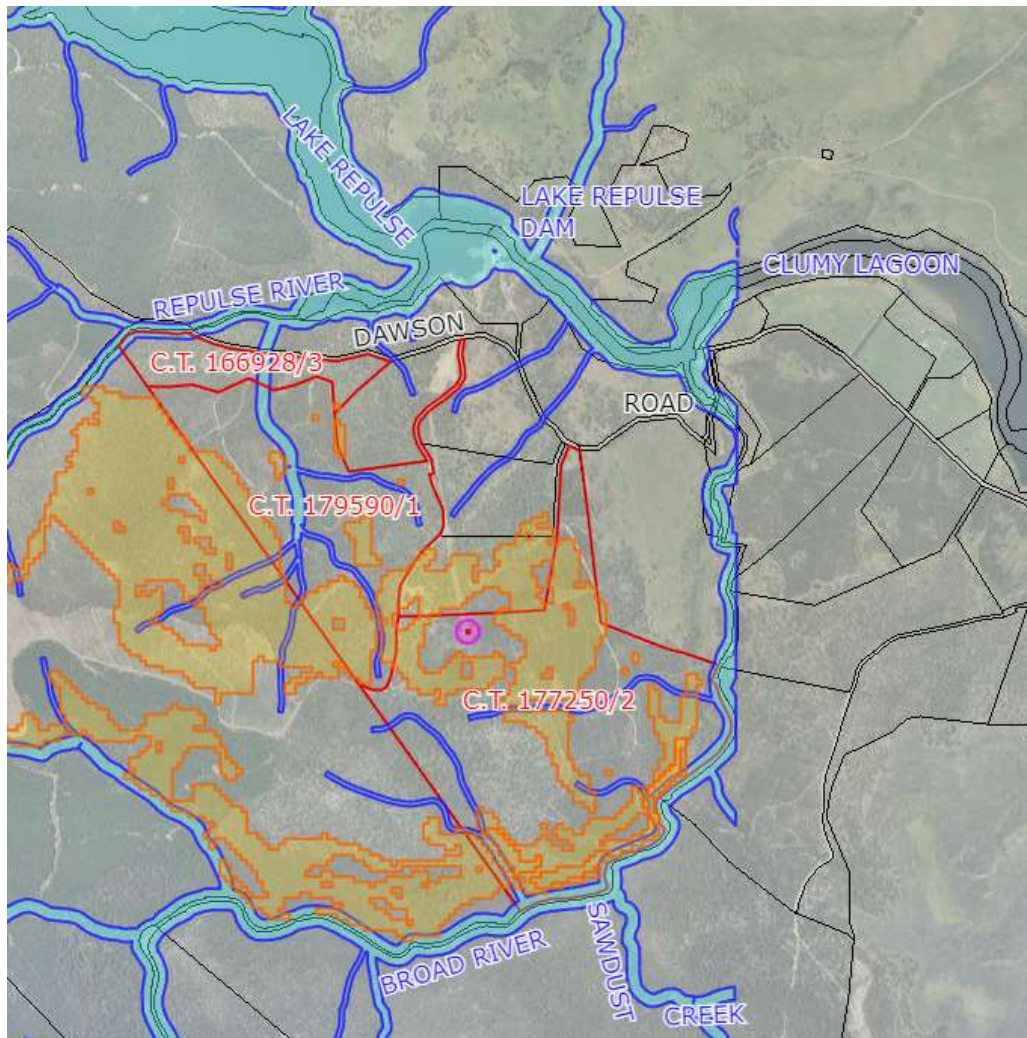 LAKE REPULSE
LAKE REPULSE
DAM
CLUMY LAGOON
REPULSE RIVER
DAWSON
C.T. 166928/3
ROAD
C.T. 179590/1
C.T. 177250/2
BROAD RIVER
SAWDUST
CREEK